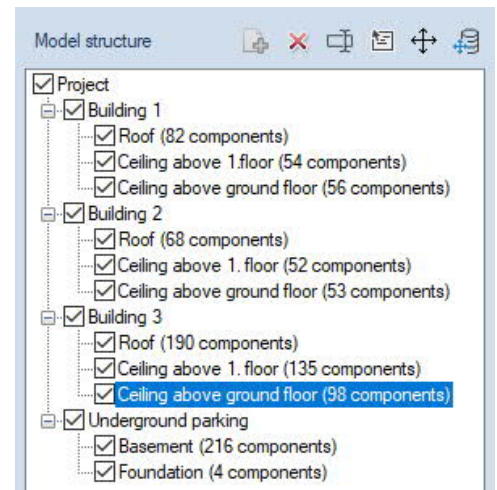 Model structure
Project
Building 1
Roof (82 components)
Ceiling above 1.floor (54 components)
Ceiling above ground floor (56 components)
Building 2
Roof (68 components)
Ceiling above 1. floor (52 components)
Ceiling above ground floor (53 components)
Building 3
Roof (190 components)
Ceiling above 1. floor (135 components)
Ceiling above ground floor (98 components)
Underground parking
Basement (216 components)
Foundation (4 components)